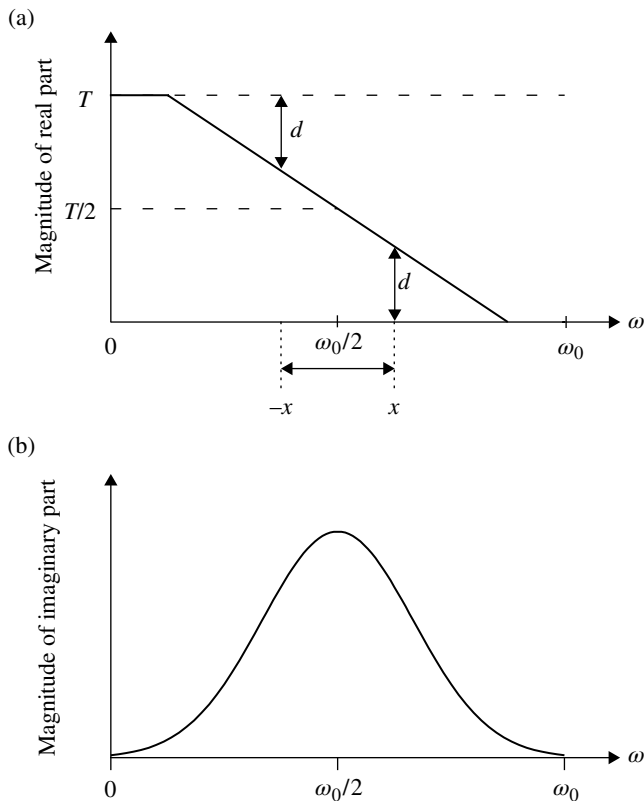 (a)
Magnitude of real part
T
d
T/2
d
ω
0
ω₀/2
ω₀
–x
x
(b)
Magnitude of imaginary part
ω
0
ω₀/2
ω₀